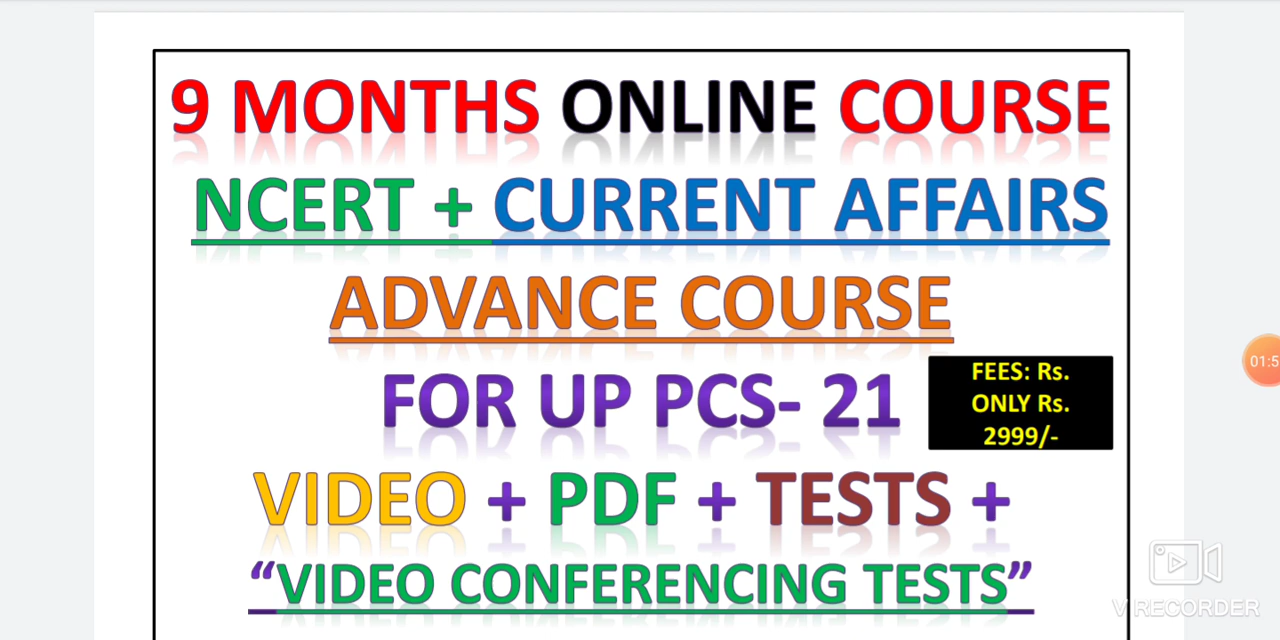 9 MONTHS ONLINE COURSE
NCERT + CURRENT AFFAIRS
ADVANCE COURSE
FOR UP PCS- 21
FEES: Rs.
ONLY Rs.
2999/-
VIDEO + PDF + TESTS +
“VIDEO CONFERENCING TESTS”
01:5
V RECORDER